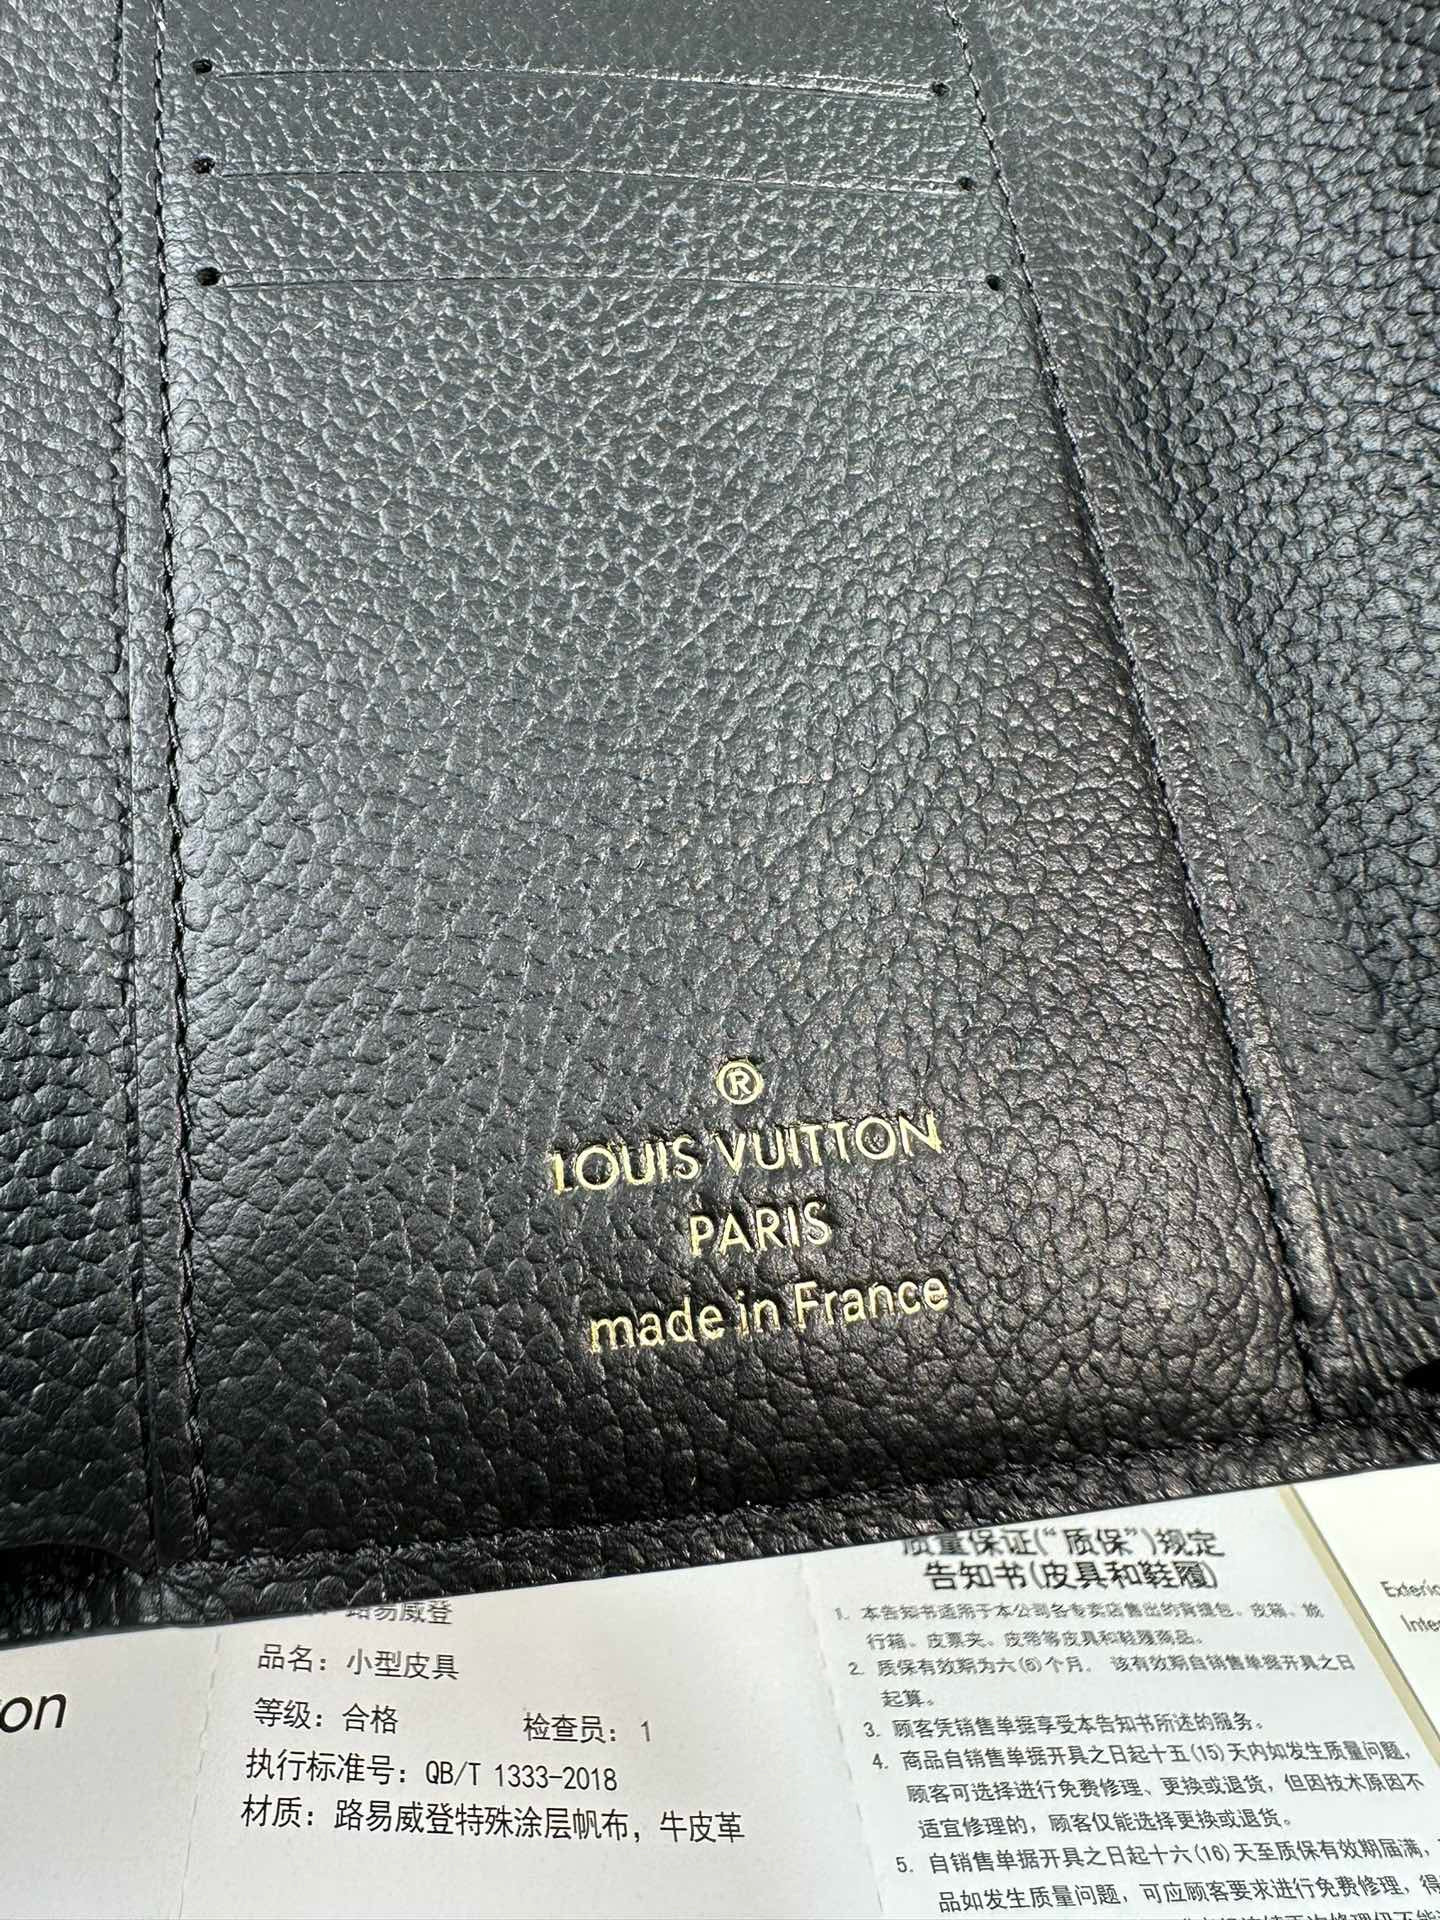 ®
LOUIS VUITTON
PARIS
made in France
路易威登
品名：小型皮具
等级：合格 检查员：1
执行标准号：QB/T 1333-2018
材质：路易威登特殊涂层帆布，牛皮革
on
质量保证(“质保”)规定
告知书(皮具和鞋履)
1. 本告知书适用于本公司各专卖店售出的背提包、皮箱、旅
行箱、皮票夹、皮带等皮具和鞋履商品。
2. 质保有效期为六(6)个月， 该有效期自销售单据开具之日
起算。
3. 顾客凭销售单据享受本告知书所述的服务。
4. 商品自销售单据开具之日起十五(15)天内如发生质量问题，
顾客可选择进行免费修理、更换或退货，但因技术原因不
适宜修理的，顾客仅能选择更换或退货。
5. 自销售单据开具之日起十六(16)天至质保有效期届满，
品如发生质量问题，可应顾客要求进行免费修理，得
Exterio
Inte